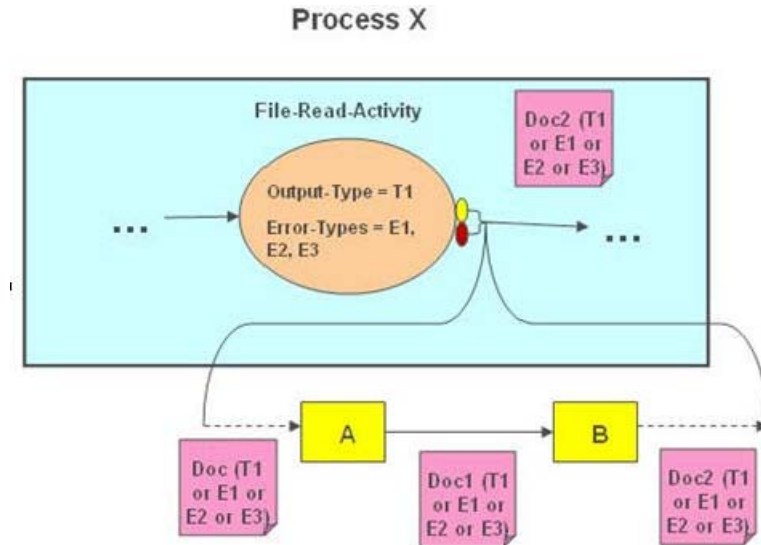 Process X
File-Read-Activity
Doc2 (T1
or E1 or
E2 or E3)
Output-Type = T1
Error-Types = E1,
E2, E3
...
...
A
B
Doc (T1
or E1 or
E2 or E3)
Doc1 (T1
or E1 or
E2 or E3)
Doc2 (T1
or E1 or
E2 or E3)